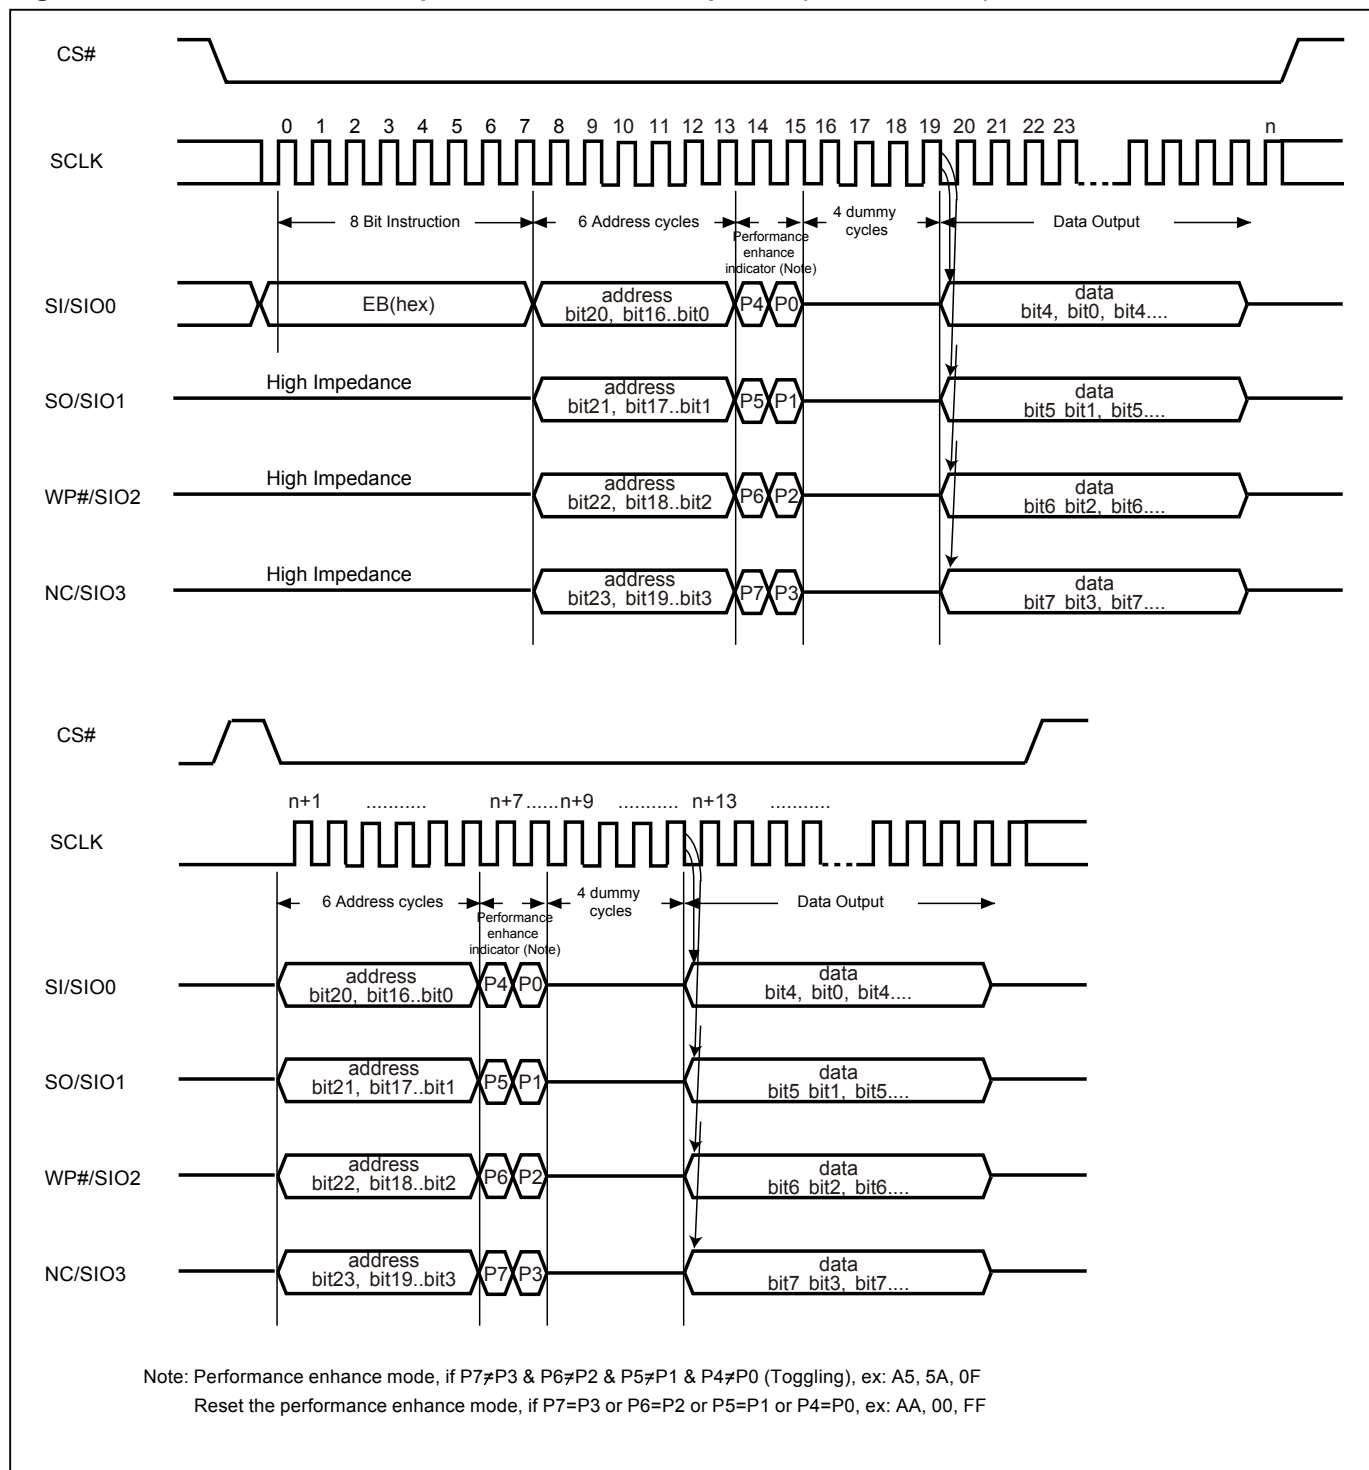 CS#
0 1 2 3 4 5 6 7 8 9 10 11 12 13 14 15 16 17 18 19 20 21 22 23 n
SCLK
8 Bit Instruction
6 Address cycles
Performance
enhance
indicator (Note)
4 dummy
cycles
Data Output
SI/SIO0
EB(hex)
address
bit20, bit16..bit0
P4
P0
data
bit4, bit0, bit4....
High Impedance
SO/SIO1
address
bit21, bit17..bit1
P5
P1
data
bit5 bit1, bit5....
High Impedance
WP#/SIO2
address
bit22, bit18..bit2
P6
P2
data
bit6 bit2, bit6....
High Impedance
NC/SIO3
address
bit23, bit19..bit3
P7
P3
data
bit7 bit3, bit7....
CS#
n+1 ........... n+7 ......n+9 ........... n+13 ...........
SCLK
6 Address cycles
Performance
enhance
indicator (Note)
4 dummy
cycles
Data Output
SI/SIO0
address
bit20, bit16..bit0
P4
P0
data
bit4, bit0, bit4....
SO/SIO1
address
bit21, bit17..bit1
P5
P1
data
bit5 bit1, bit5....
WP#/SIO2
address
bit22, bit18..bit2
P6
P2
data
bit6 bit2, bit6....
NC/SIO3
address
bit23, bit19..bit3
P7
P3
data
bit7 bit3, bit7....
Note: Performance enhance mode, if P7≠P3 & P6≠P2 & P5≠P1 & P4≠P0 (Toggling), ex: A5, 5A, 0F
Reset the performance enhance mode, if P7=P3 or P6=P2 or P5=P1 or P4=P0, ex: AA, 00, FF